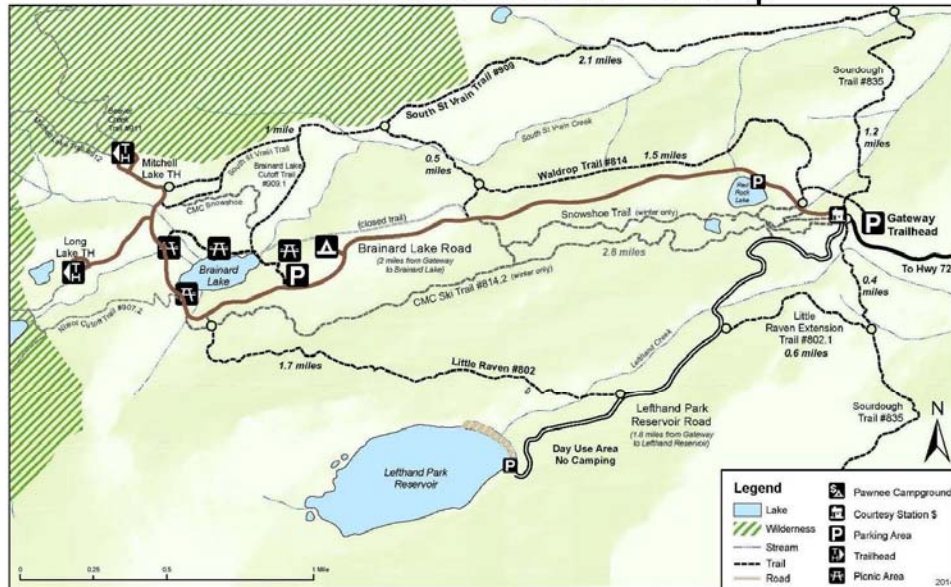 2.1 miles
South St Vrain Trail #909
Sourdough
Trail #835
1 mile
South St Vrain Trail
South St Vrain Creek
1.2
miles
Mitchell
Lake TH
Brainard Lake
Cutoff Trail
#909.1
0.5
miles
Waldrop Trail #814
1.5 miles
CMC Snowshoe
Red
Rock
Lake
P
(closed trail)
Snowshoe Trail (winter only)
P
Gateway
Trailhead
Long
Lake TH
Brainard
Lake
P
Brainard Lake Road
(2 miles from Gateway
to Brainard Lake)
2.8 miles
To Hwy 72
CMC Ski Trail #814.2 (winter only)
0.4
miles
Niwot Cutoff Trail #907.2
Lefthand Creek
Little
Raven Extension
Trail #802.1
0.6 miles
1.7 miles
Little Raven #802
Lefthand Park
Reservoir Road
(1.8 miles from Gateway
to Lefthand Reservoir)
Sourdough
Trail #835
N
Day Use Area
No Camping
P
Lefthand Park
Reservoir
Legend
Lake
Wilderness
Stream
Trail
Road
Pawnee Campground
Courtesy Station $
P Parking Area
TH Trailhead
Picnic Area
0 0.25 0.5 1 Mile